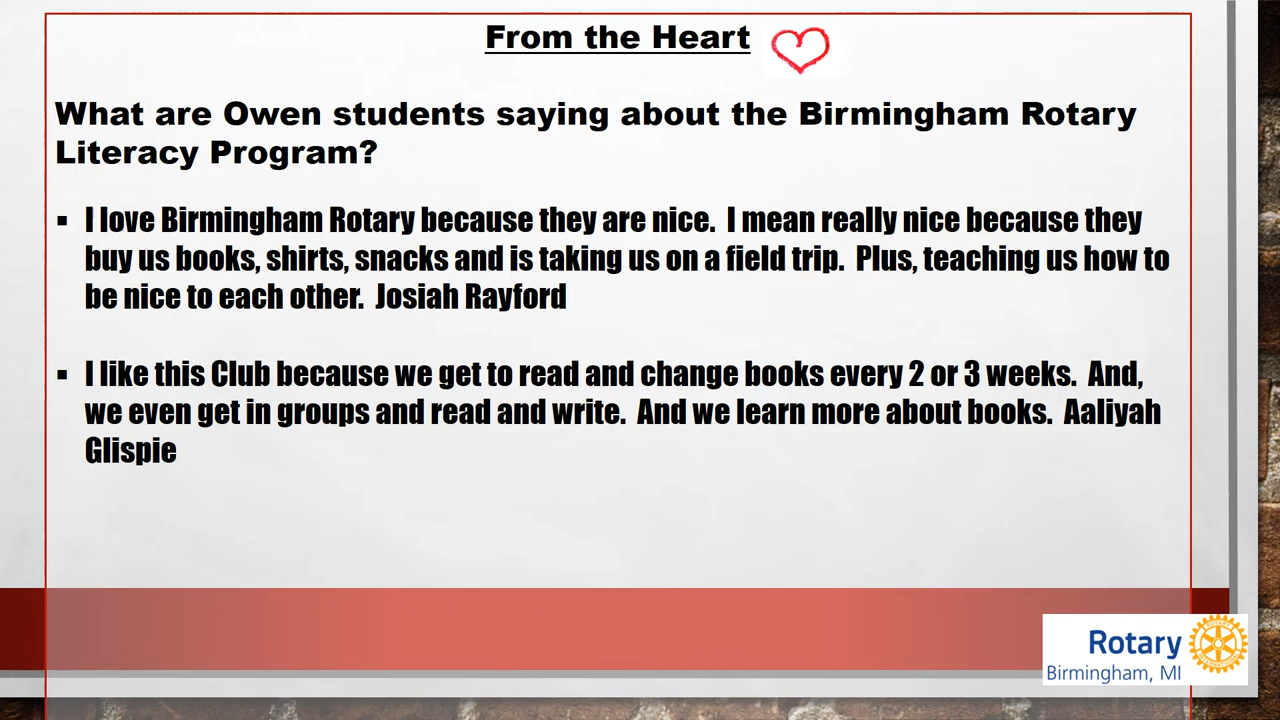 From the Heart
What are Owen students saying about the Birmingham Rotary
Literacy Program?
▪ I love Birmingham Rotary because they are nice.  I mean really nice because they
buy us books, shirts, snacks and is taking us on a field trip.  Plus, teaching us how to
be nice to each other.  Josiah Rayford
▪ I like this Club because we get to read and change books every 2 or 3 weeks.  And,
we even get in groups and read and write.  And we learn more about books.  Aaliyah
Glispie
Rotary
Birmingham, MI
ROTARY
INTERNATIONAL